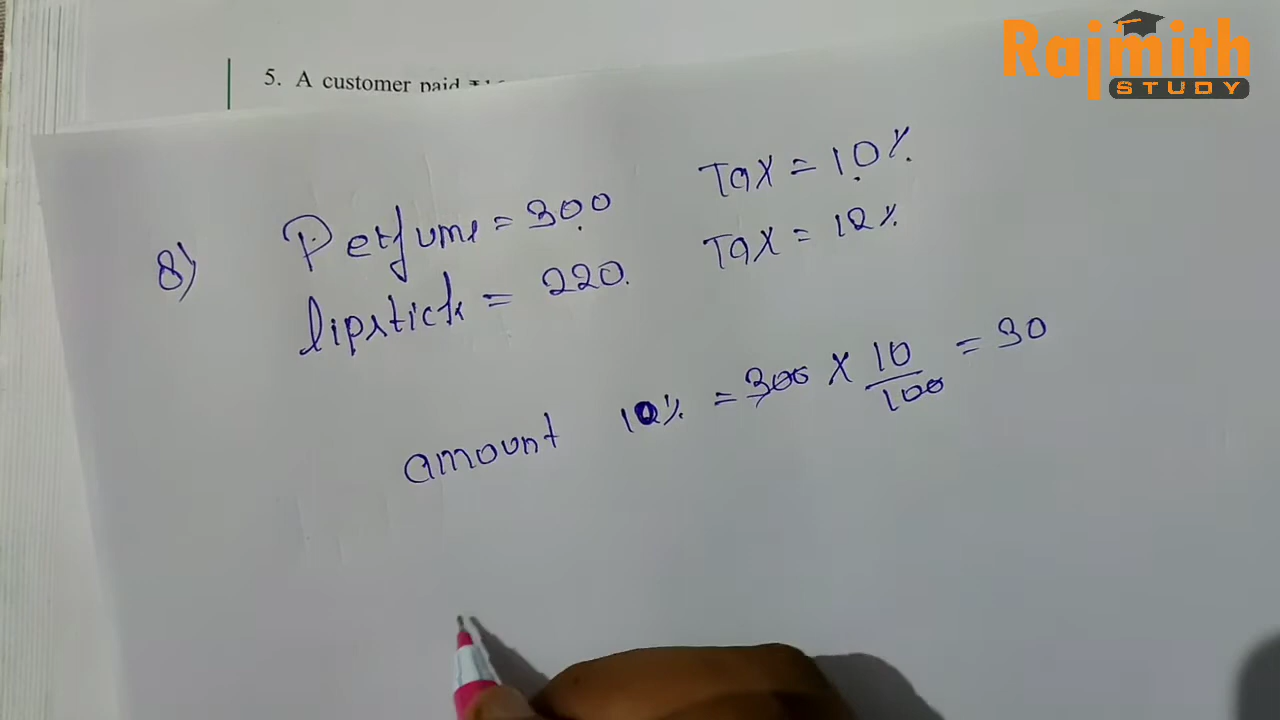 Rajmith
STUDY
5. A customer paid
8) Perfume = 300 Tax = 10%
lipstick = 220. Tax = 12%
amount 10% = 300 × 10/100 = 30